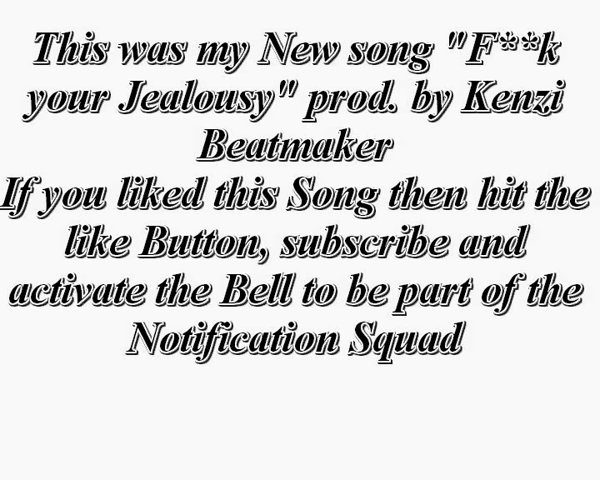 This was my New song "F**k
your Jealousy" prod. by Kenzi
Beatmaker
If you liked this Song then hit the
like Button, subscribe and
activate the Bell to be part of the
Notification Squad